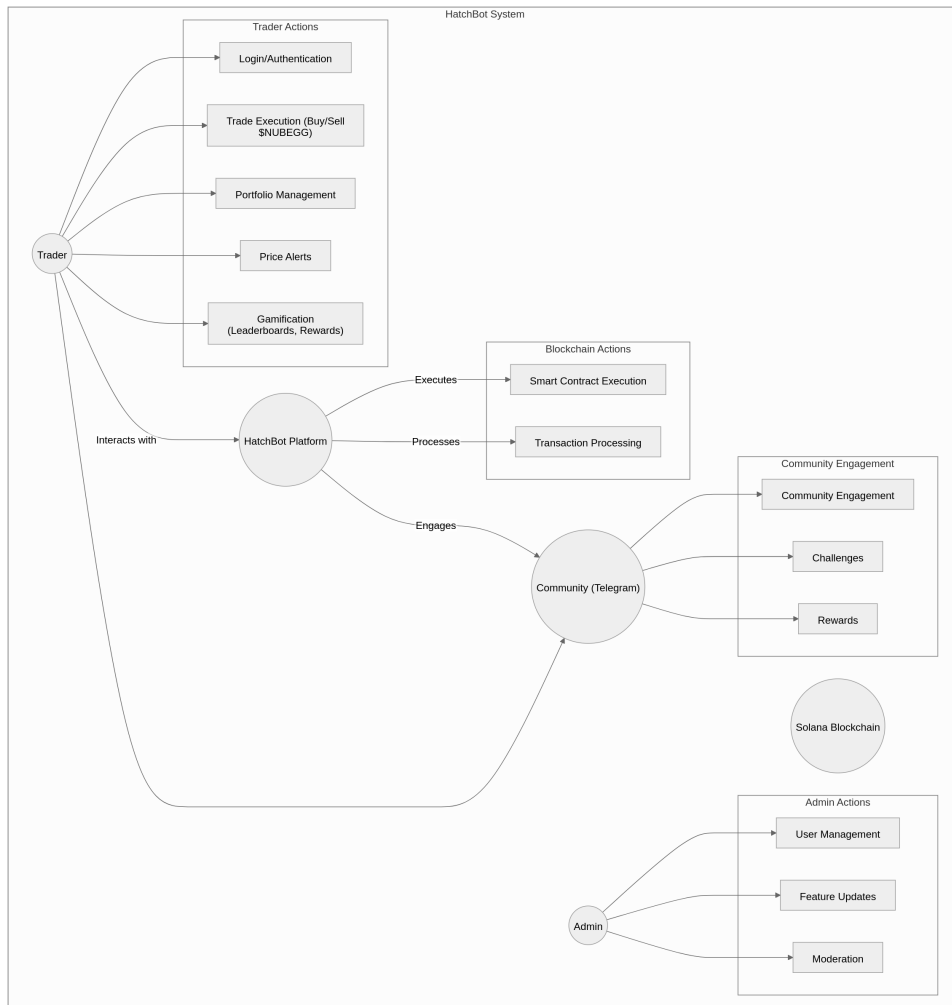 HatchBot System
Trader Actions
Login/Authentication
Trade Execution (Buy/Sell
$NUBEGG)
Portfolio Management
Trader
Price Alerts
Gamification
(Leaderboards, Rewards)
Blockchain Actions
Executes
Smart Contract Execution
Interacts with
HatchBot Platform
Processes
Transaction Processing
Community Engagement
Community Engagement
Engages
Challenges
Community (Telegram)
Rewards
Solana Blockchain
Admin Actions
User Management
Feature Updates
Admin
Moderation